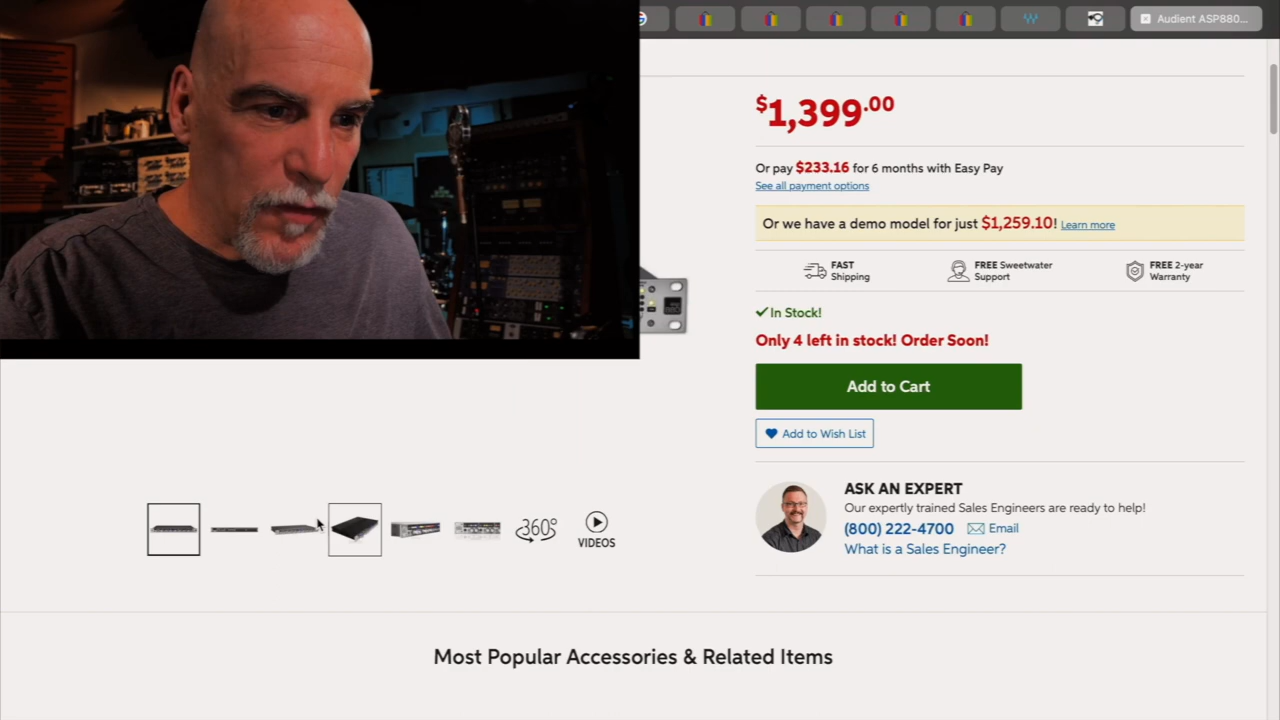 Audient ASP880...
$1,399.00
Or pay $233.16 for 6 months with Easy Pay
See all payment options
Or we have a demo model for just $1,259.10! Learn more
FAST
Shipping
FREE Sweetwater
Support
FREE 2-year
Warranty
In Stock!
Only 4 left in stock! Order Soon!
Add to Cart
Add to Wish List
ASK AN EXPERT
Our expertly trained Sales Engineers are ready to help!
(800) 222-4700 Email
What is a Sales Engineer?
360°
VIDEOS
Most Popular Accessories & Related Items